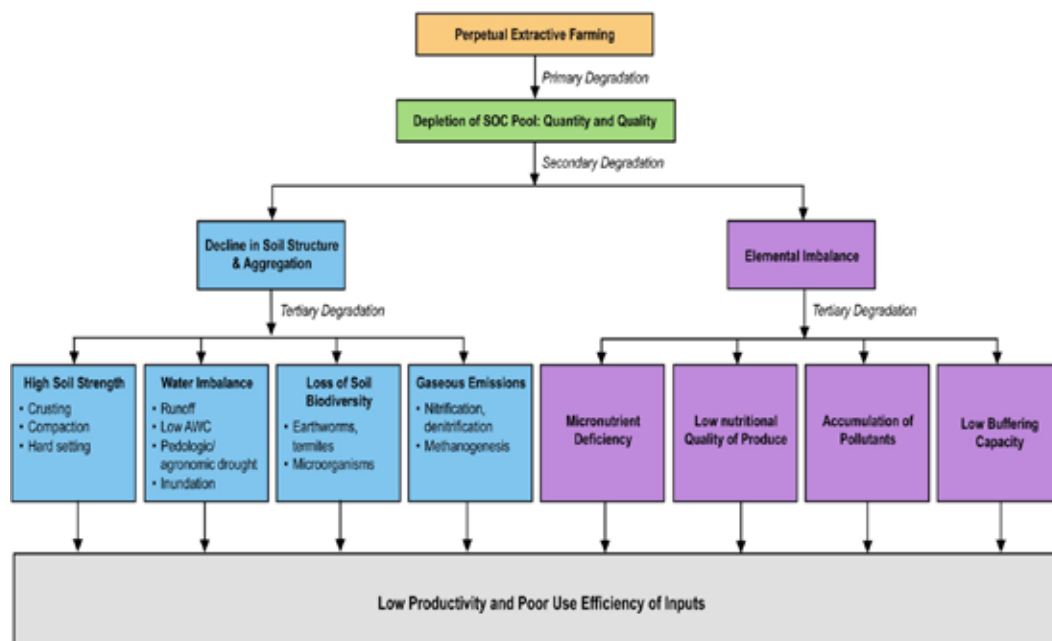 Perpetual Extractive Farming
Primary Degradation
Depletion of SOC Pool: Quantity and Quality
Secondary Degradation
Decline in Soil Structure
& Aggregation
Elemental Imbalance
Tertiary Degradation
Tertiary Degradation
High Soil Strength
• Crusting
• Compaction
• Hard setting
Water Imbalance
• Runoff
• Low AWC
• Pedologic/
agronomic drought
• Inundation
Loss of Soil
Biodiversity
• Earthworms,
termites
• Microorganisms
Gaseous Emissions
• Nitrification,
denitrification
• Methanogenesis
Micronutrient
Deficiency
Low nutritional
Quality of Produce
Accumulation of
Pollutants
Low Buffering
Capacity
Low Productivity and Poor Use Efficiency of Inputs